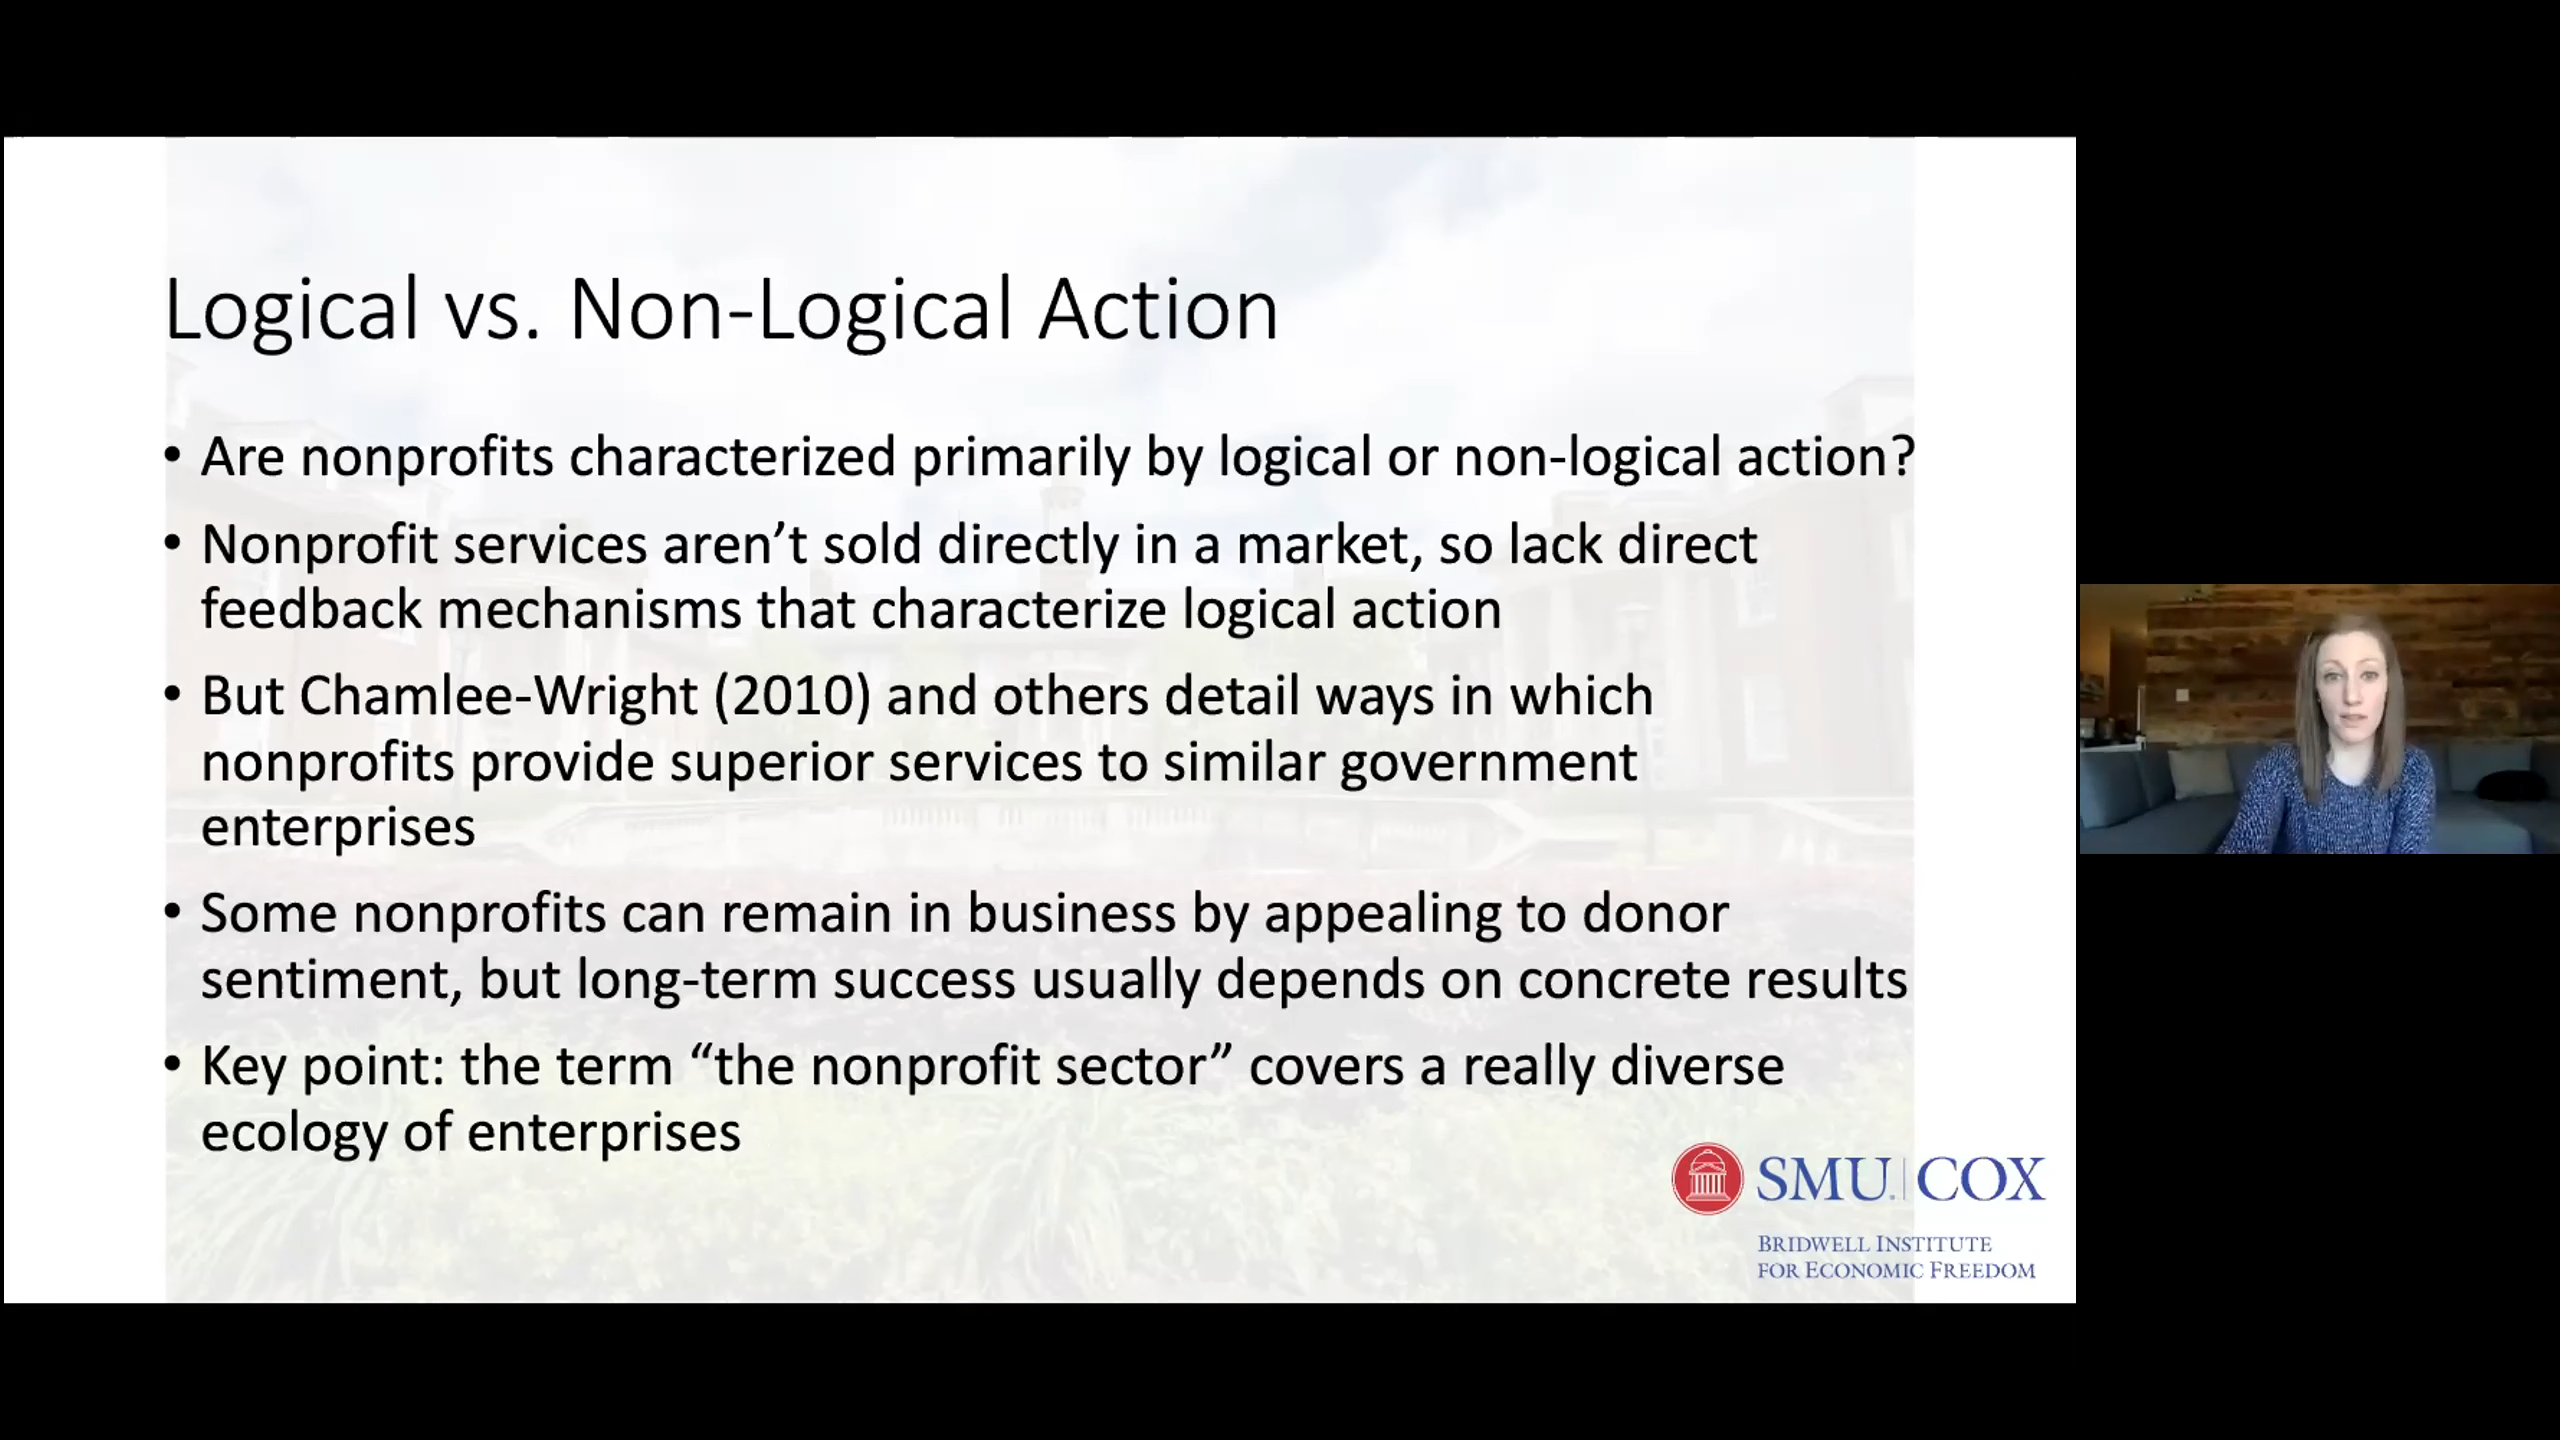 Logical vs. Non-Logical Action
• Are nonprofits characterized primarily by logical or non-logical action?
• Nonprofit services aren’t sold directly in a market, so lack direct
feedback mechanisms that characterize logical action
• But Chamlee-Wright (2010) and others detail ways in which
nonprofits provide superior services to similar government
enterprises
• Some nonprofits can remain in business by appealing to donor
sentiment, but long-term success usually depends on concrete results
• Key point: the term “the nonprofit sector” covers a really diverse
ecology of enterprises
SMU. | COX
BRIDWELL INSTITUTE
FOR ECONOMIC FREEDOM